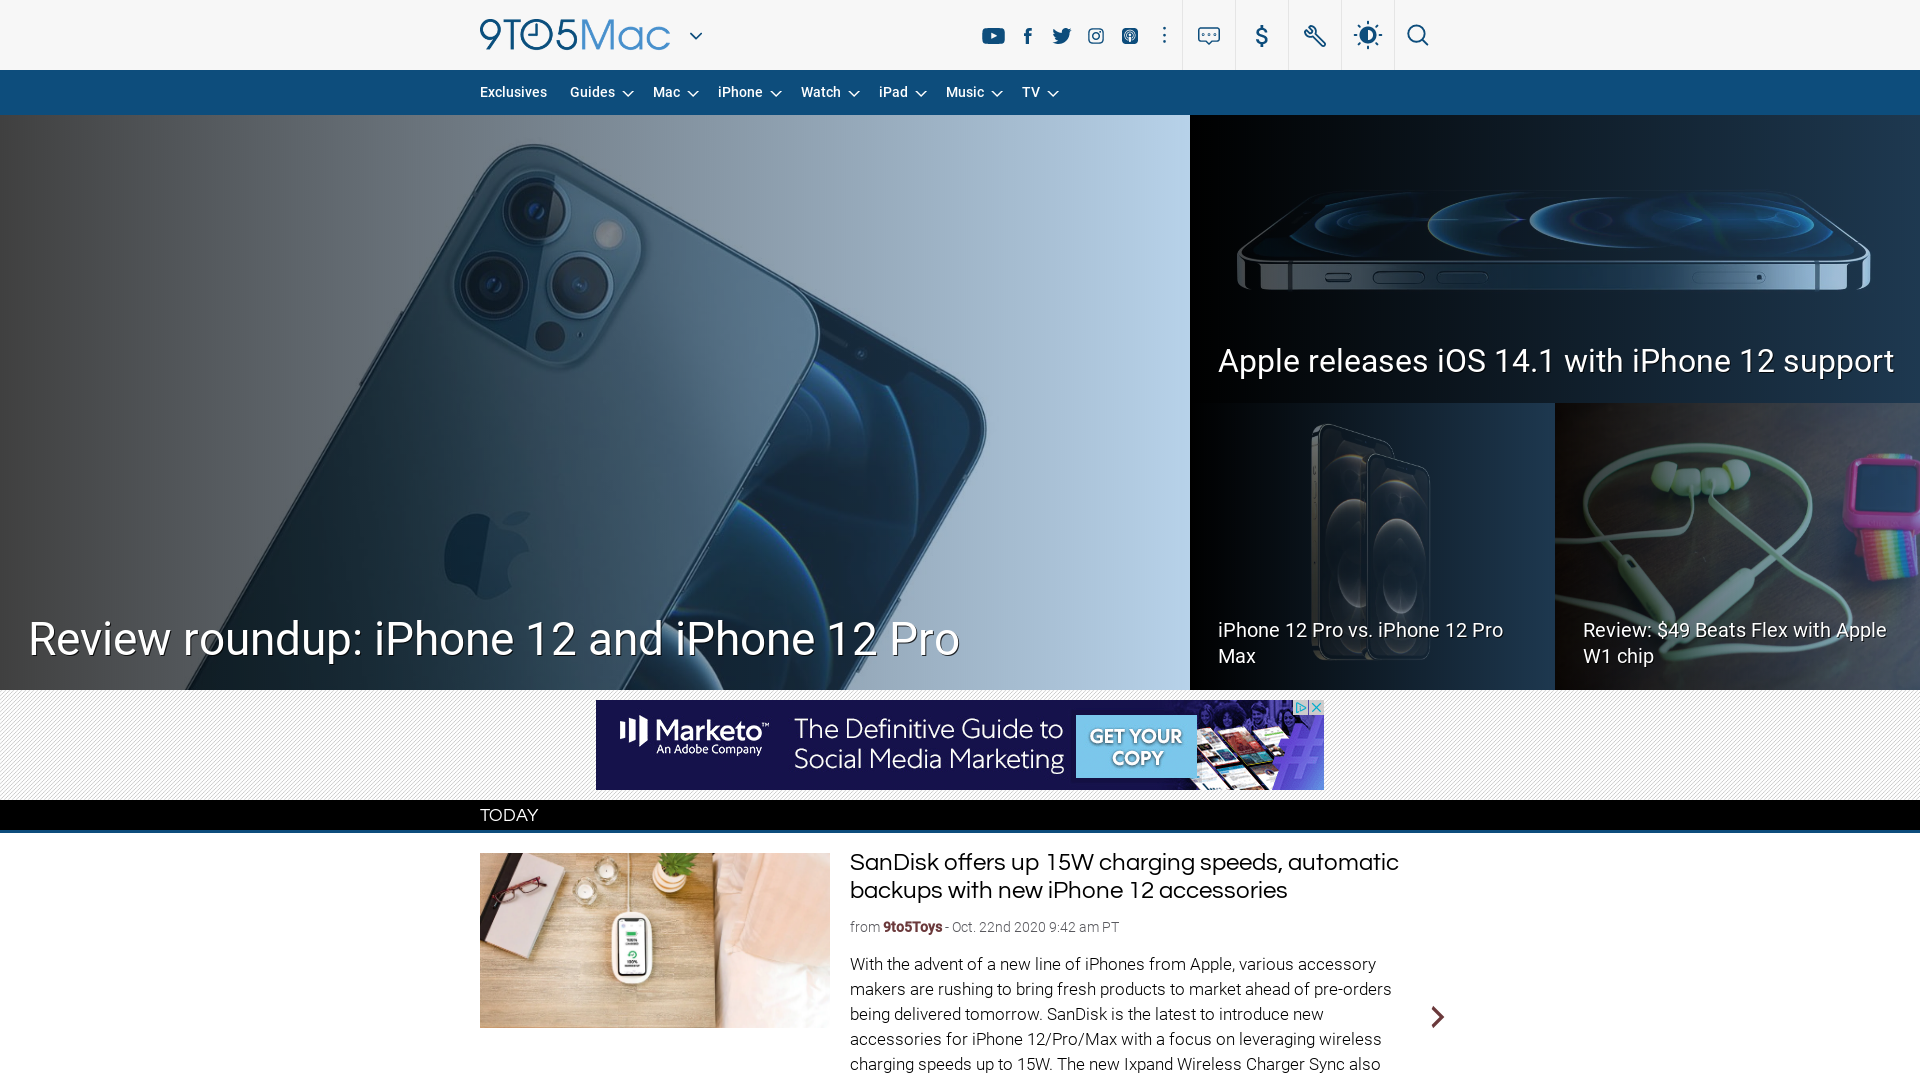 9TO5Mac
Exclusives
Guides
Mac
iPhone
Watch
iPad
Music
TV
Review roundup: iPhone 12 and iPhone 12 Pro
Apple releases iOS 14.1 with iPhone 12 support
iPhone 12 Pro vs. iPhone 12 Pro
Max
Review: $49 Beats Flex with Apple
W1 chip
Marketo™
An Adobe Company
The Definitive Guide to
Social Media Marketing
GET YOUR
COPY
#
TODAY
SanDisk offers up 15W charging speeds, automatic
backups with new iPhone 12 accessories
from 9to5Toys - Oct. 22nd 2020 9:42 am PT
With the advent of a new line of iPhones from Apple, various accessory
makers are rushing to bring fresh products to market ahead of pre-orders
being delivered tomorrow. SanDisk is the latest to introduce new
accessories for iPhone 12/Pro/Max with a focus on leveraging wireless
charging speeds up to 15W. The new Ixpand Wireless Charger Sync also